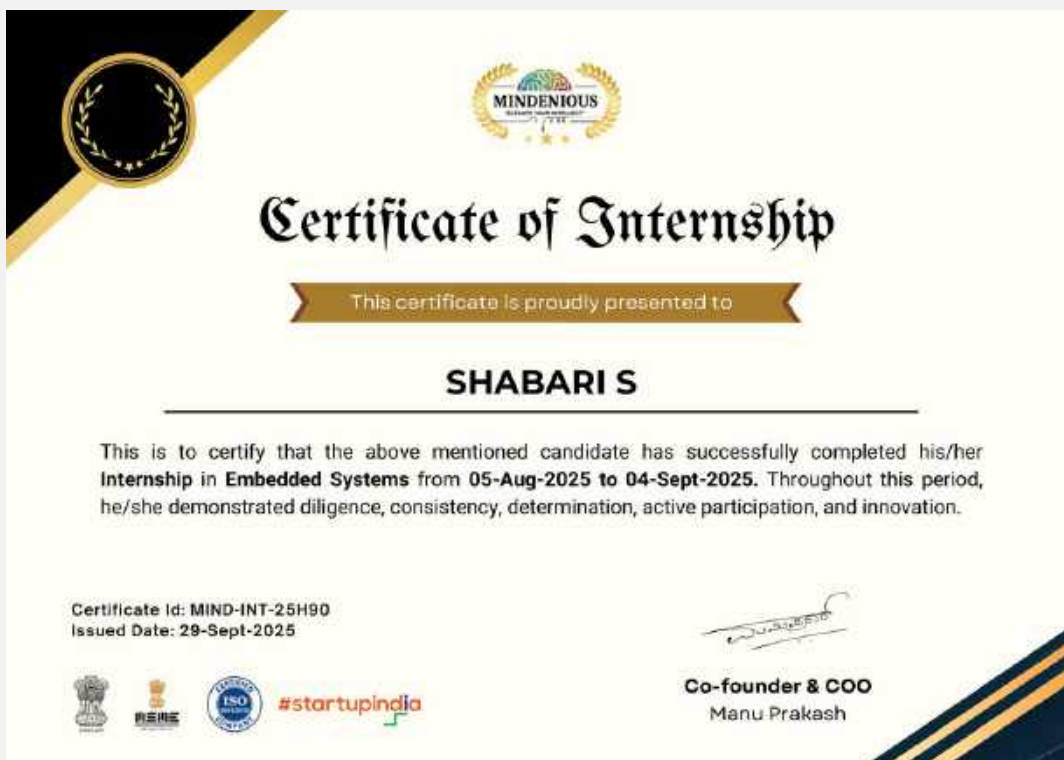 MINDENIOUS
Certificate of Internship
This certificate is proudly presented to
SHABARI S
This is to certify that the above mentioned candidate has successfully completed his/her
Internship in Embedded Systems from 05-Aug-2025 to 04-Sept-2025. Throughout this period,
he/she demonstrated diligence, consistency, determination, active participation, and innovation.
Certificate Id: MIND-INT-25H90
Issued Date: 29-Sept-2025
CERTIFIED
ISO
COMPANY
#startupindia
Co-founder & COO
Manu Prakash